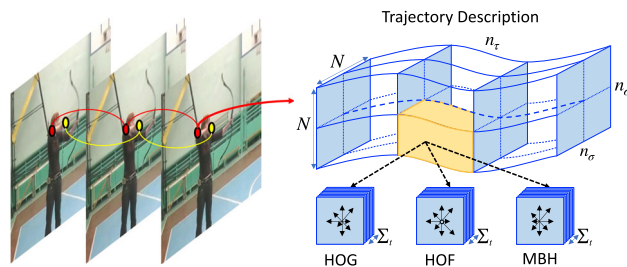 Trajectory Description
N
n_τ
N
n_σ
n_σ
Σ_t
Σ_t
Σ_t
HOG
HOF
MBH